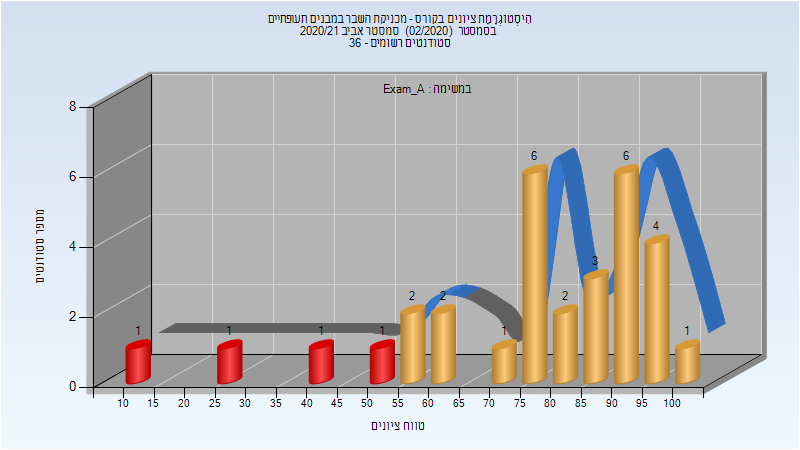 היסטוגרמת ציונים בקורס - מכניקת השבר במבנים תעופתיים
בסמסטר (02/2020) סמסטר אביב 2020/21
סטודנטים רשומים - 36
במשימה : Exam_A
מספר סטודנטים
8
6
4
2
0
1
1
1
1
2
2
1
6
2
3
6
4
1
10 15 20 25 30 35 40 45 50 55 60 65 70 75 80 85 90 95 100
טווח ציונים